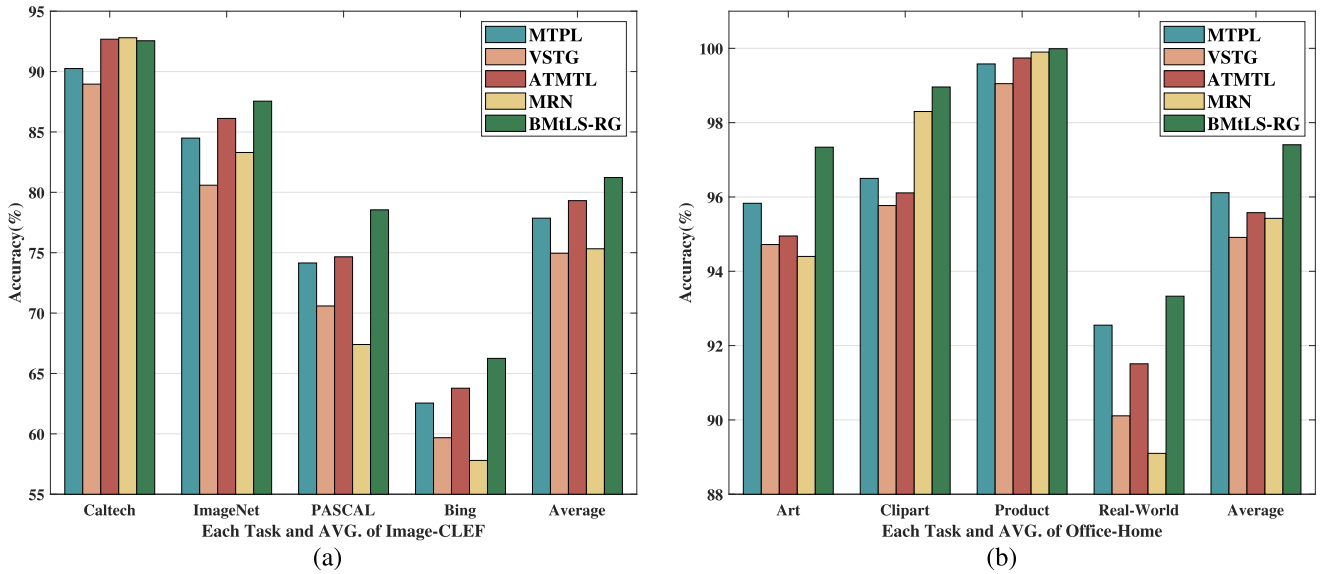 95
90
85
80
75
70
65
60
55
Accuracy(%)
MTPL
VSTG
ATMTL
MRN
BMtLS-RG
Caltech ImageNet PASCAL Bing Average
Each Task and AVG. of Image-CLEF
(a)
100
98
96
94
92
90
88
Accuracy(%)
MTPL
VSTG
ATMTL
MRN
BMtLS-RG
Art Clipart Product Real-World Average
Each Task and AVG. of Office-Home
(b)